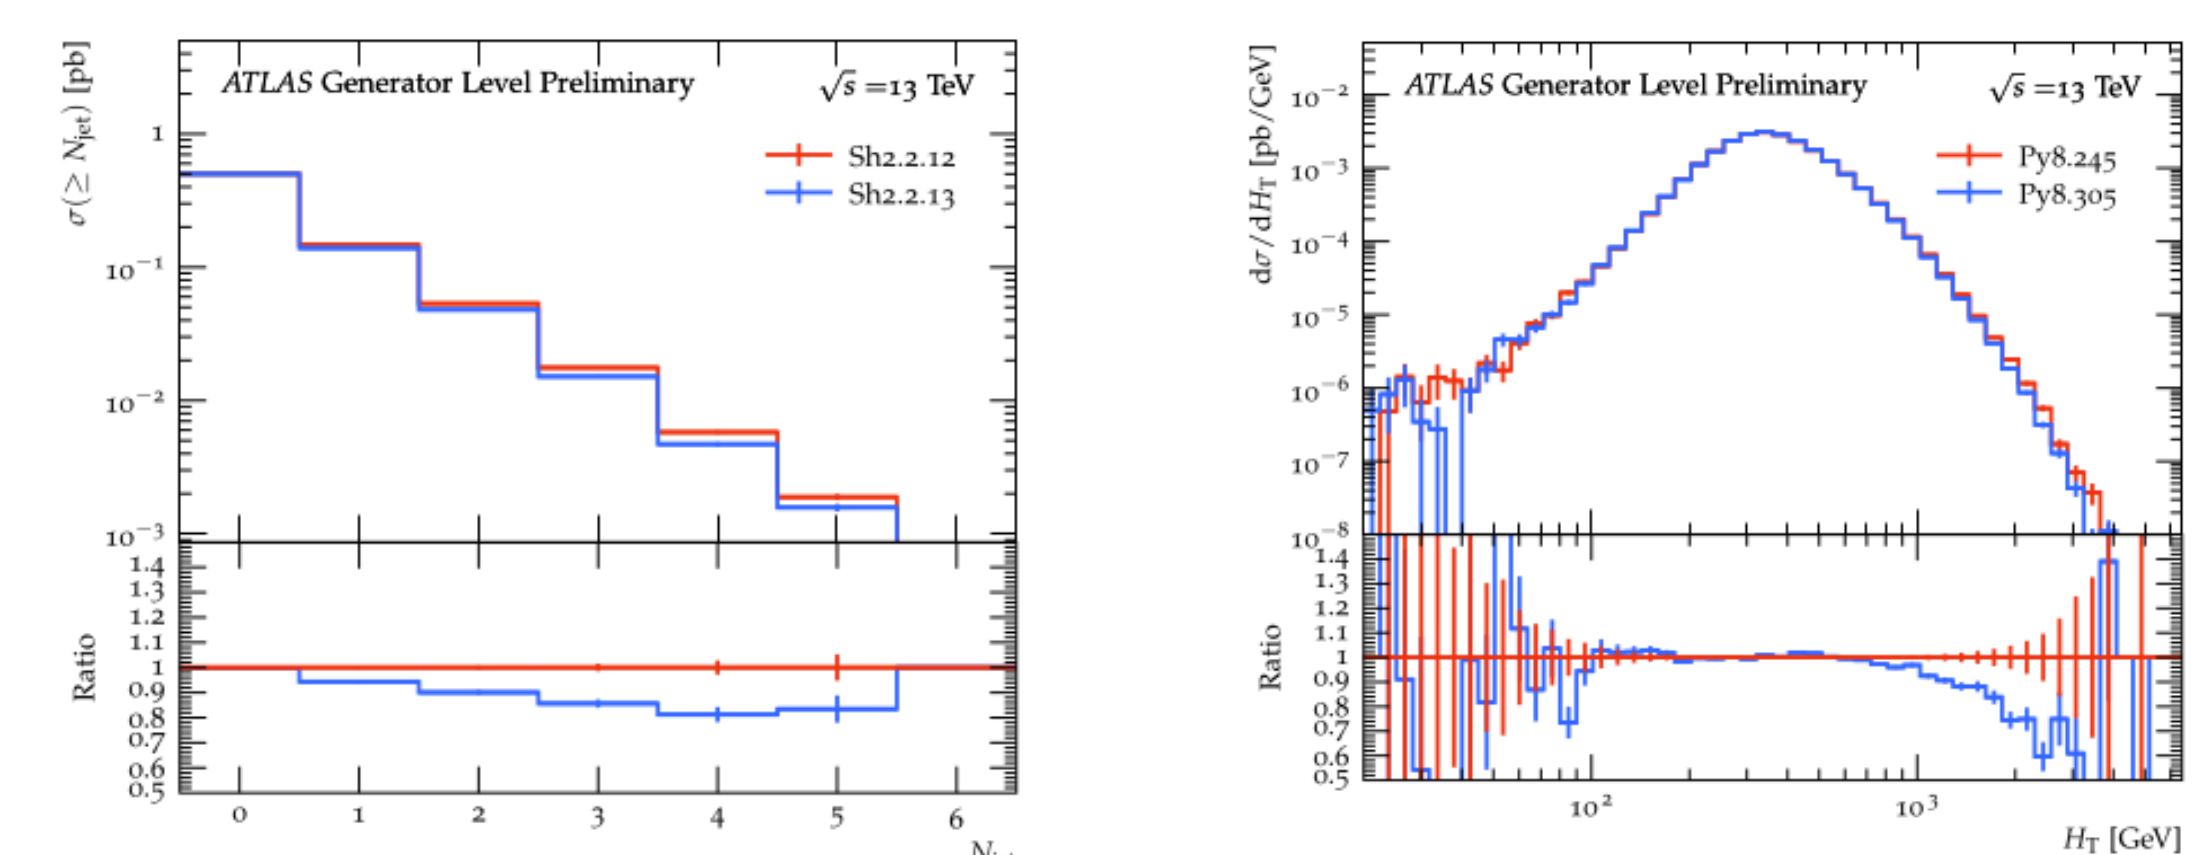 ATLAS Generator Level Preliminary √s =13 TeV
σ(≥ N_jet) [pb]
Sh2.2.12
Sh2.2.13
1
10⁻¹
10⁻²
10⁻³
Ratio
1.4
1.3
1.2
1.1
1
0.9
0.8
0.7
0.6
0.5
0 1 2 3 4 5 6
ATLAS Generator Level Preliminary √s =13 TeV
dσ/dH_T [pb/GeV]
Py8.245
Py8.305
10⁻²
10⁻³
10⁻⁴
10⁻⁵
10⁻⁶
10⁻⁷
10⁻⁸
Ratio
1.4
1.3
1.2
1.1
1
0.9
0.8
0.7
0.6
0.5
10² 10³
H_T [GeV]